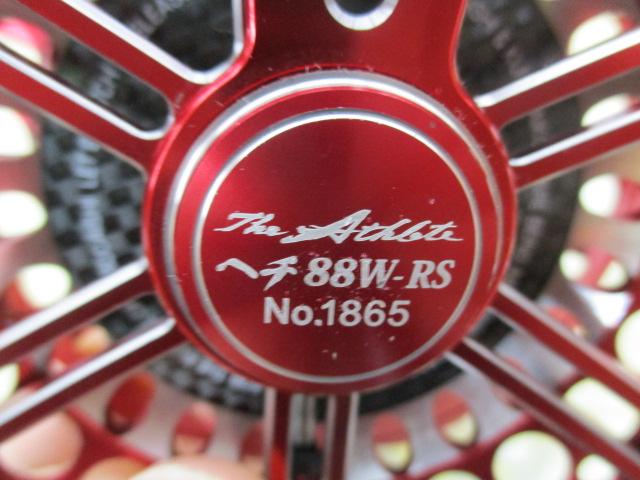 The Athlete
ヘチ 88W-RS
No.1865